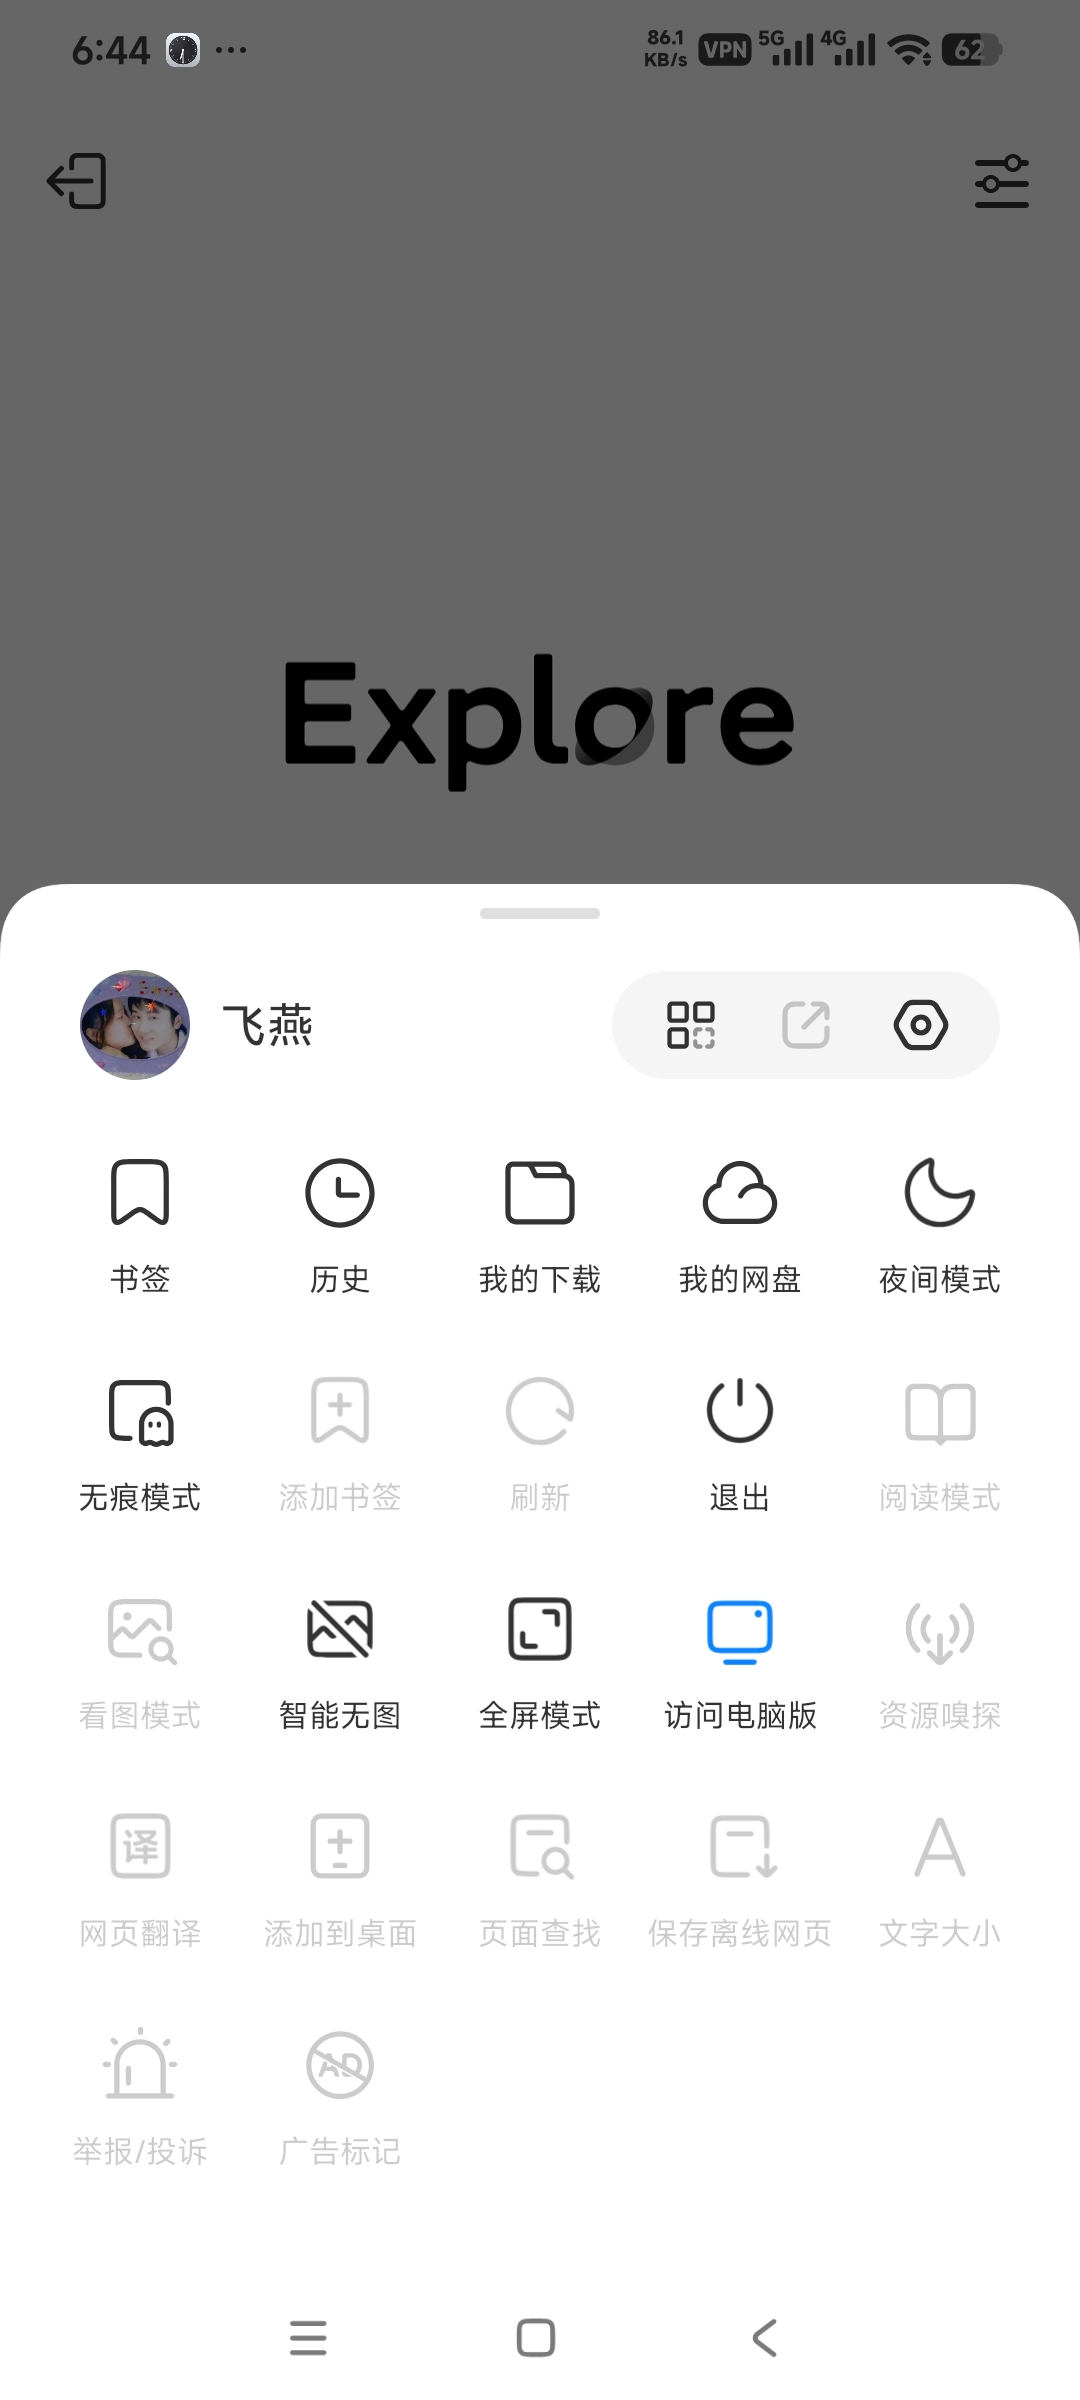 6:44
86.1 KB/s VPN 5G 4G 62
Explore
飞燕
书签 历史 我的下载 我的网盘 夜间模式
无痕模式 添加书签 刷新 退出 阅读模式
看图模式 智能无图 全屏模式 访问电脑版 资源嗅探
译
网页翻译 添加到桌面 页面查找 保存离线网页 文字大小
AD
举报/投诉 广告标记